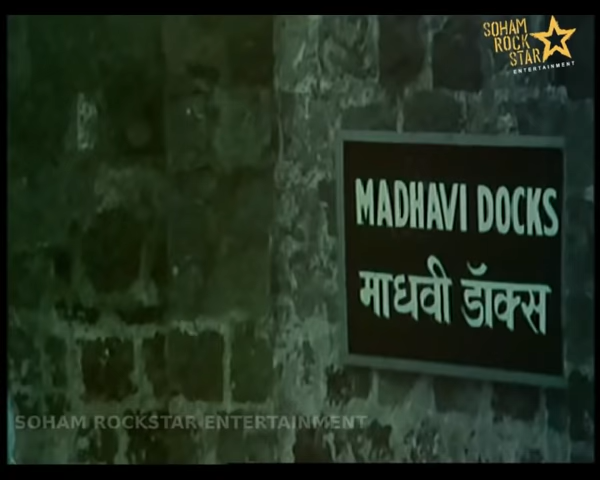 SOHAM
ROCK
STAR
ENTERTAINMENT
MADHAVI DOCKS
माधवी डॉक्स
SOHAM ROCKSTAR ENTERTAINMENT